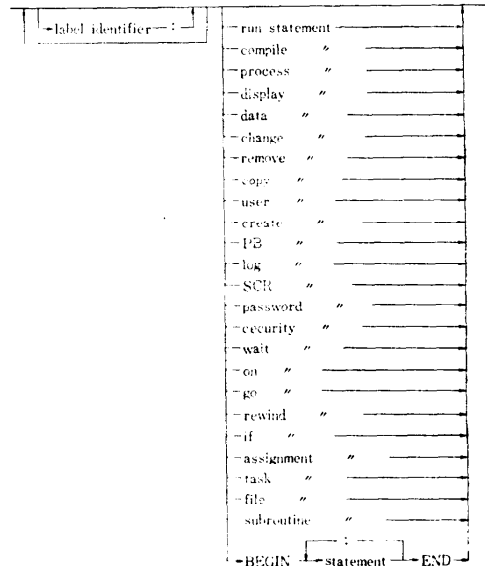 label identifier :
run statement
compile 〃
process 〃
display 〃
data 〃
change 〃
remove 〃
copy 〃
user 〃
create 〃
PB 〃
log 〃
SCR 〃
password 〃
cecurity 〃
wait 〃
on 〃
go 〃
rewind 〃
if 〃
assignment 〃
task 〃
file 〃
subroutine 〃
:
BEGIN statement END